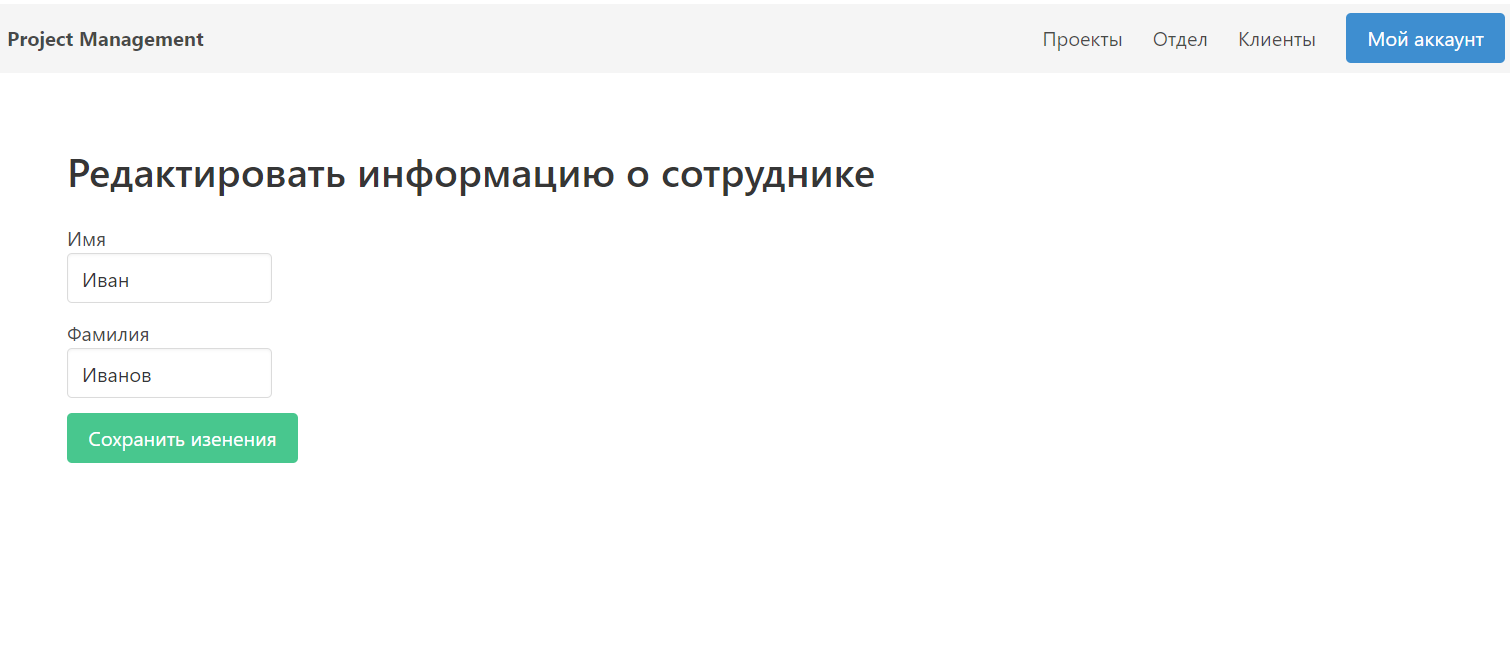 Project Management Проекты Отдел Клиенты Мой аккаунт
Редактировать информацию о сотруднике
Имя
Иван
Фамилия
Иванов
Сохранить изенения